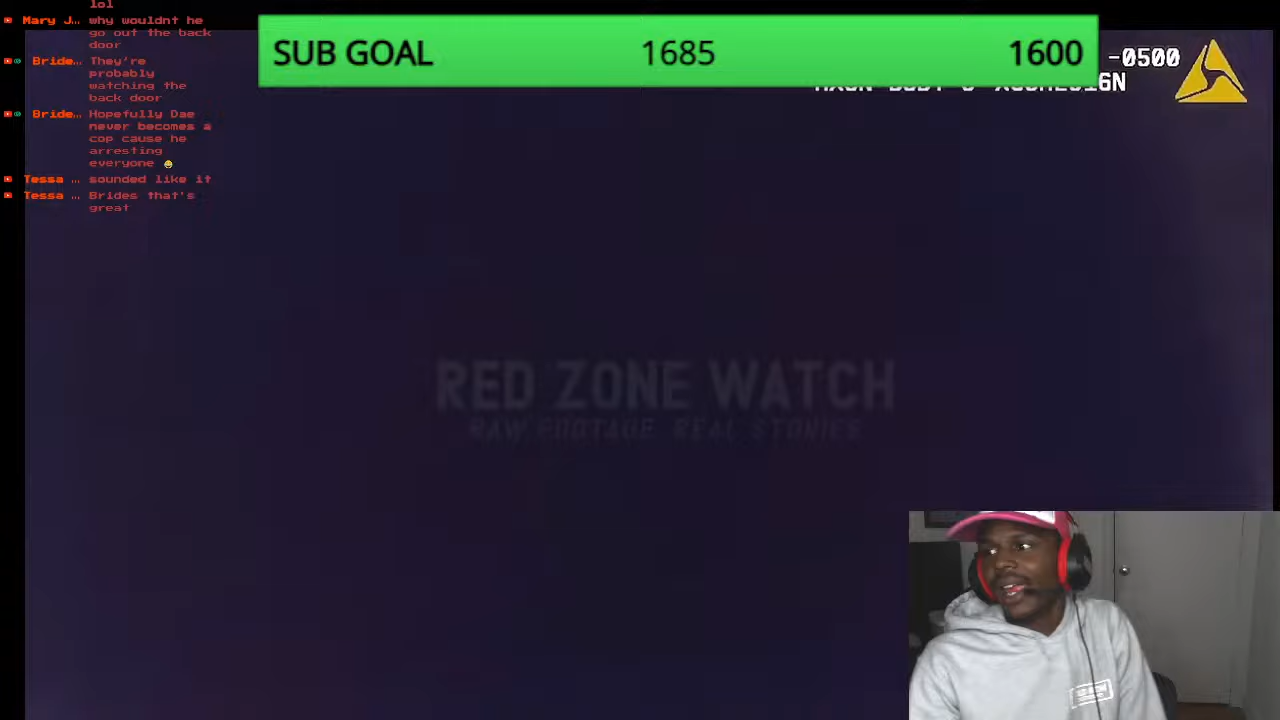 lol
Mary J… why wouldnt he
go out the back
door
Bride… They're
probably
watching the
back door
Bride… Hopefully Dae
never becomes a
cop cause he
arresting
everyone
Tessa … sounded like it
Tessa … Brides that's
great
SUB GOAL 1685 1600
-0500
RED ZONE WATCH
RAW FOOTAGE REAL STORIES